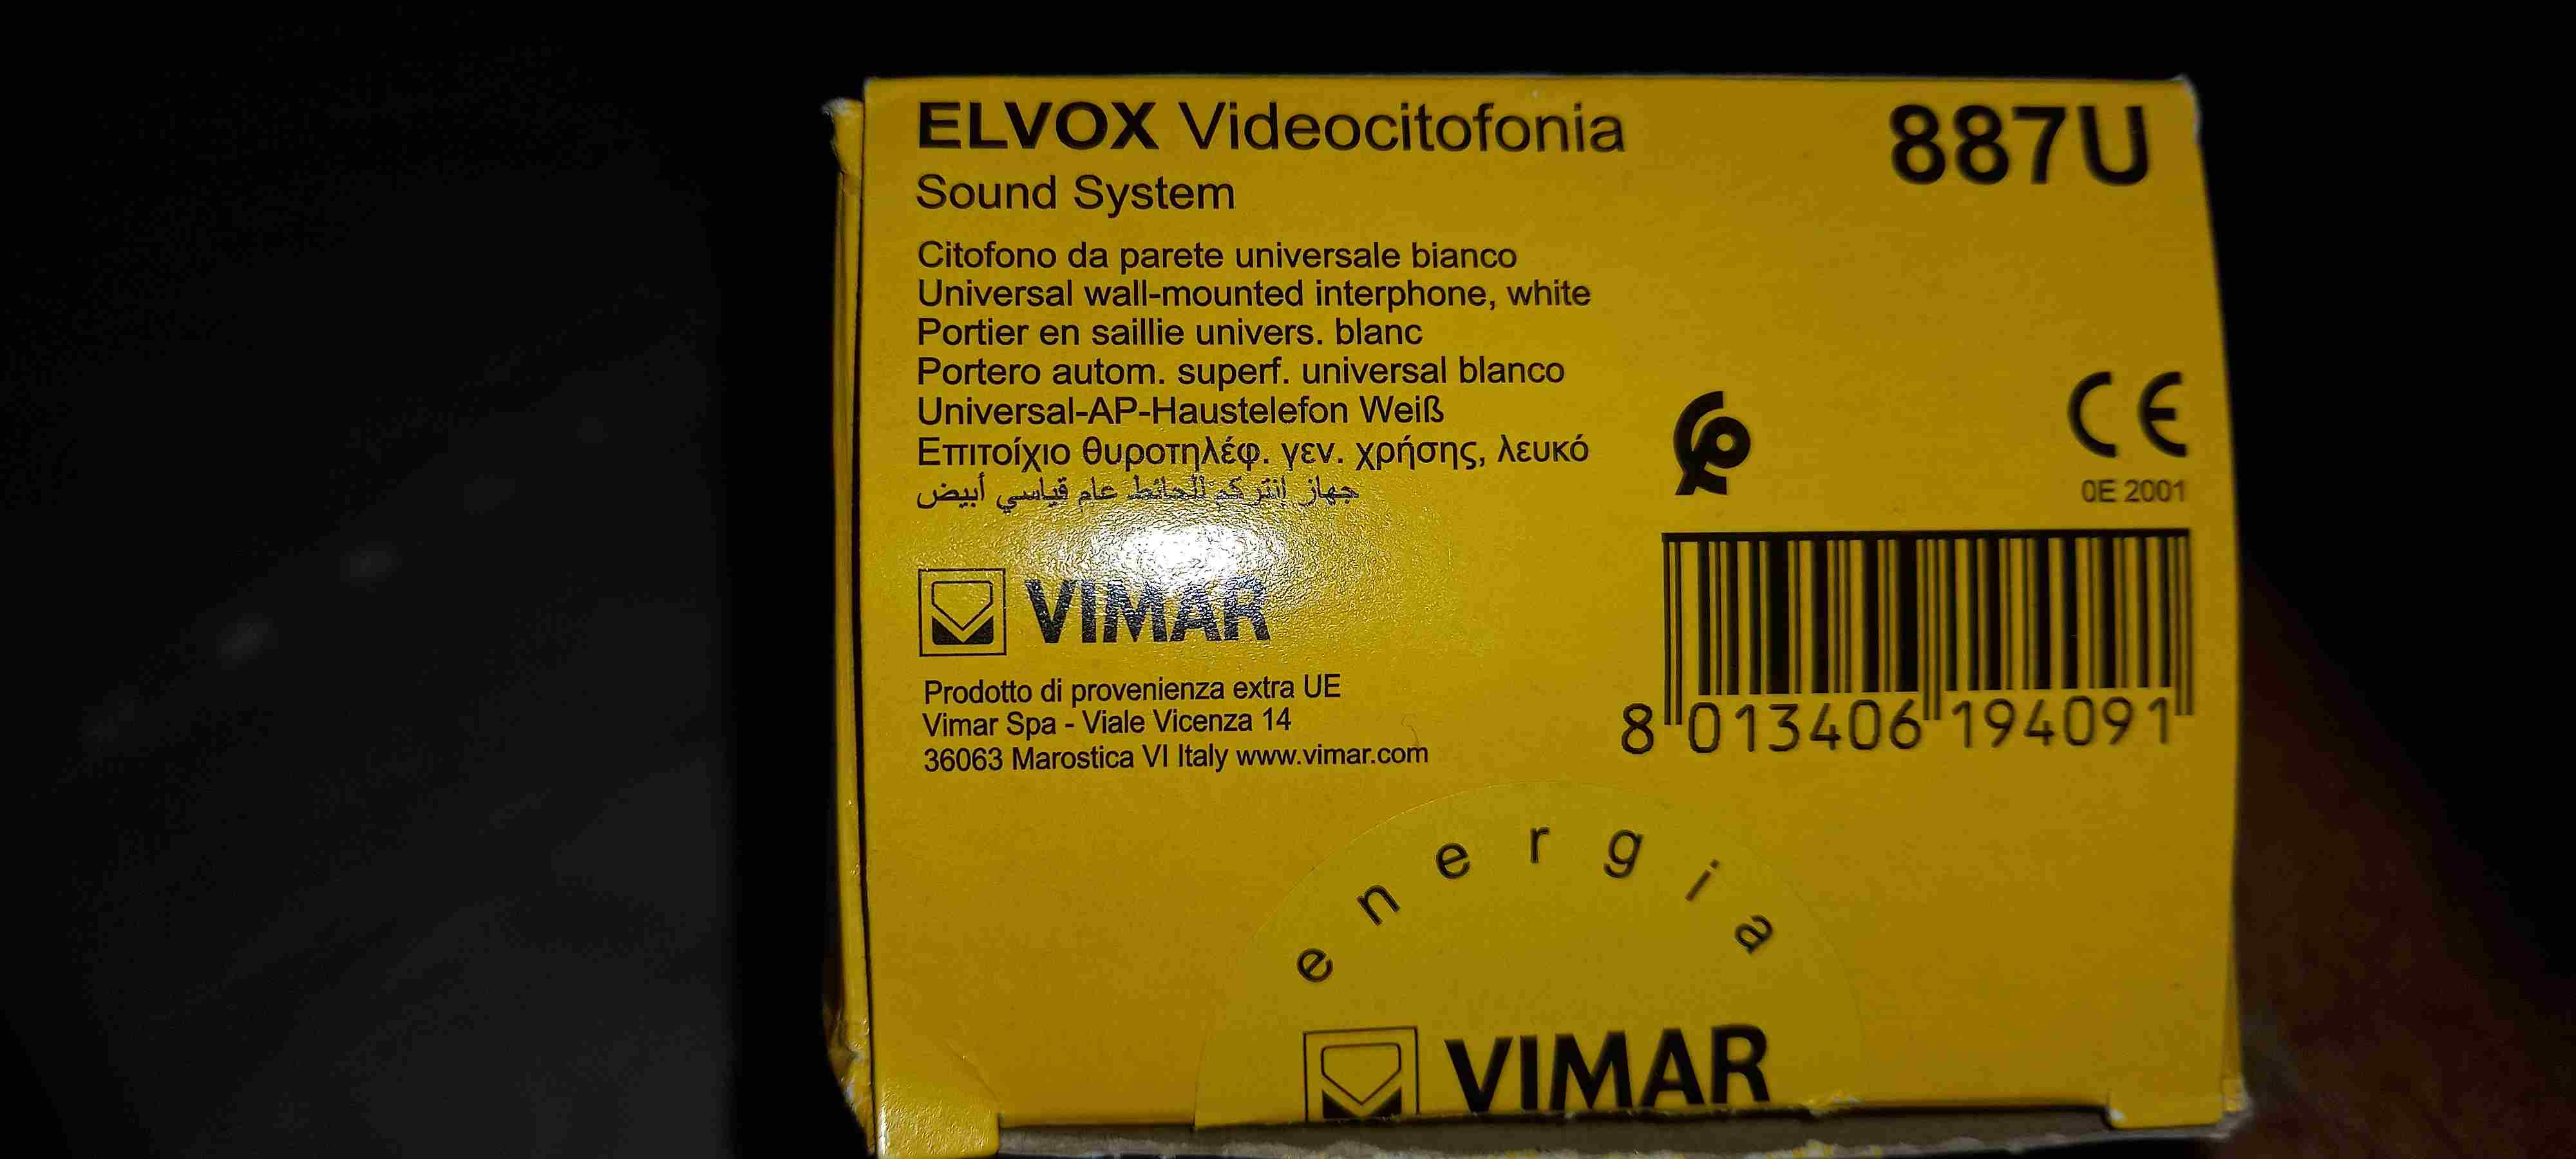 ELVOX Videocitofonia
887U
Sound System
Citofono da parete universale bianco
Universal wall-mounted interphone, white
Portier en saillie univers. blanc
Portero autom. superf. universal blanco
Universal-AP-Haustelefon Weiß
Επιτοίχιο θυροτηλέφ. γεν. χρήσης, λευκό
جهاز إنتركم للحائط عام قياسي أبيض
CE
0E 2001
VIMAR
Prodotto di provenienza extra UE
Vimar Spa - Viale Vicenza 14
36063 Marostica VI Italy www.vimar.com
8 013406 194091
energia
VIMAR